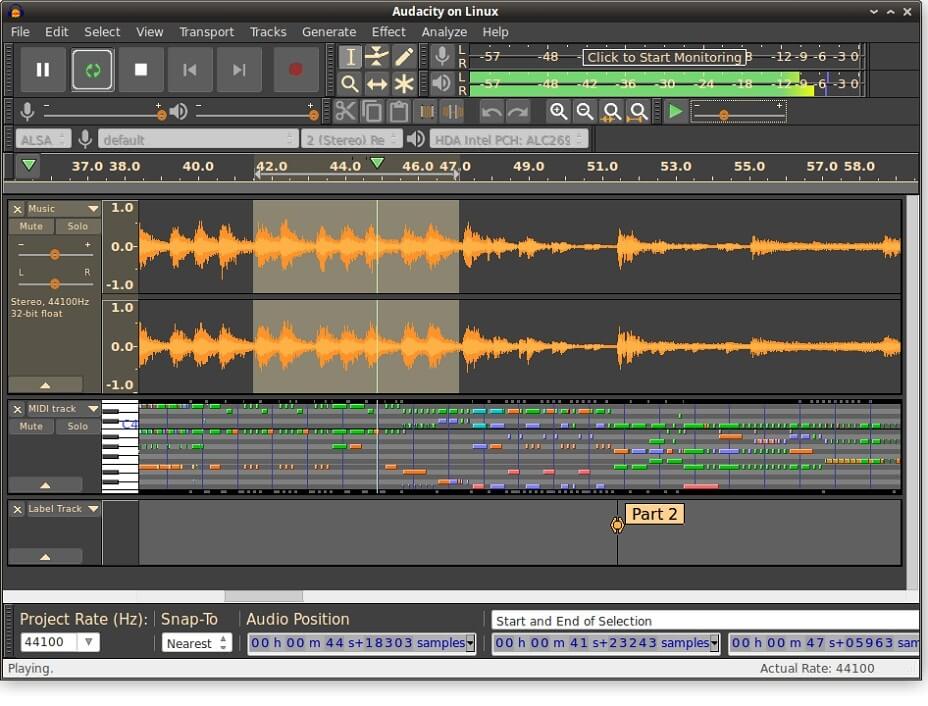 Audacity on Linux
File Edit Select View Transport Tracks Generate Effect Analyze Help
L
R
-57 -48 Click to Start Monitoring 8 -12 -9 -6 -3 0
L
R
-57 -48 -42 -36 -30 -24 -18 -12 -9 -6 -3 0
- + - + - +
ALSA default 2 (Stereo) Re HDA Intel PCH: ALC269
37.0 38.0 40.0 42.0 44.0 46.0 47.0 49.0 51.0 53.0 55.0 57.0 58.0
Music
Mute Solo
- +
L R
Stereo, 44100Hz
32-bit float
1.0
0.0-
-1.0
1.0
0.0-
-1.0
MIDI track
Mute Solo
C4
Label Track
Part 2
Project Rate (Hz): Snap-To Audio Position Start and End of Selection
44100 Nearest 00 h 00 m 44 s+18303 samples 00 h 00 m 41 s+23243 samples 00 h 00 m 47 s+05963 sam
Playing. Actual Rate: 44100